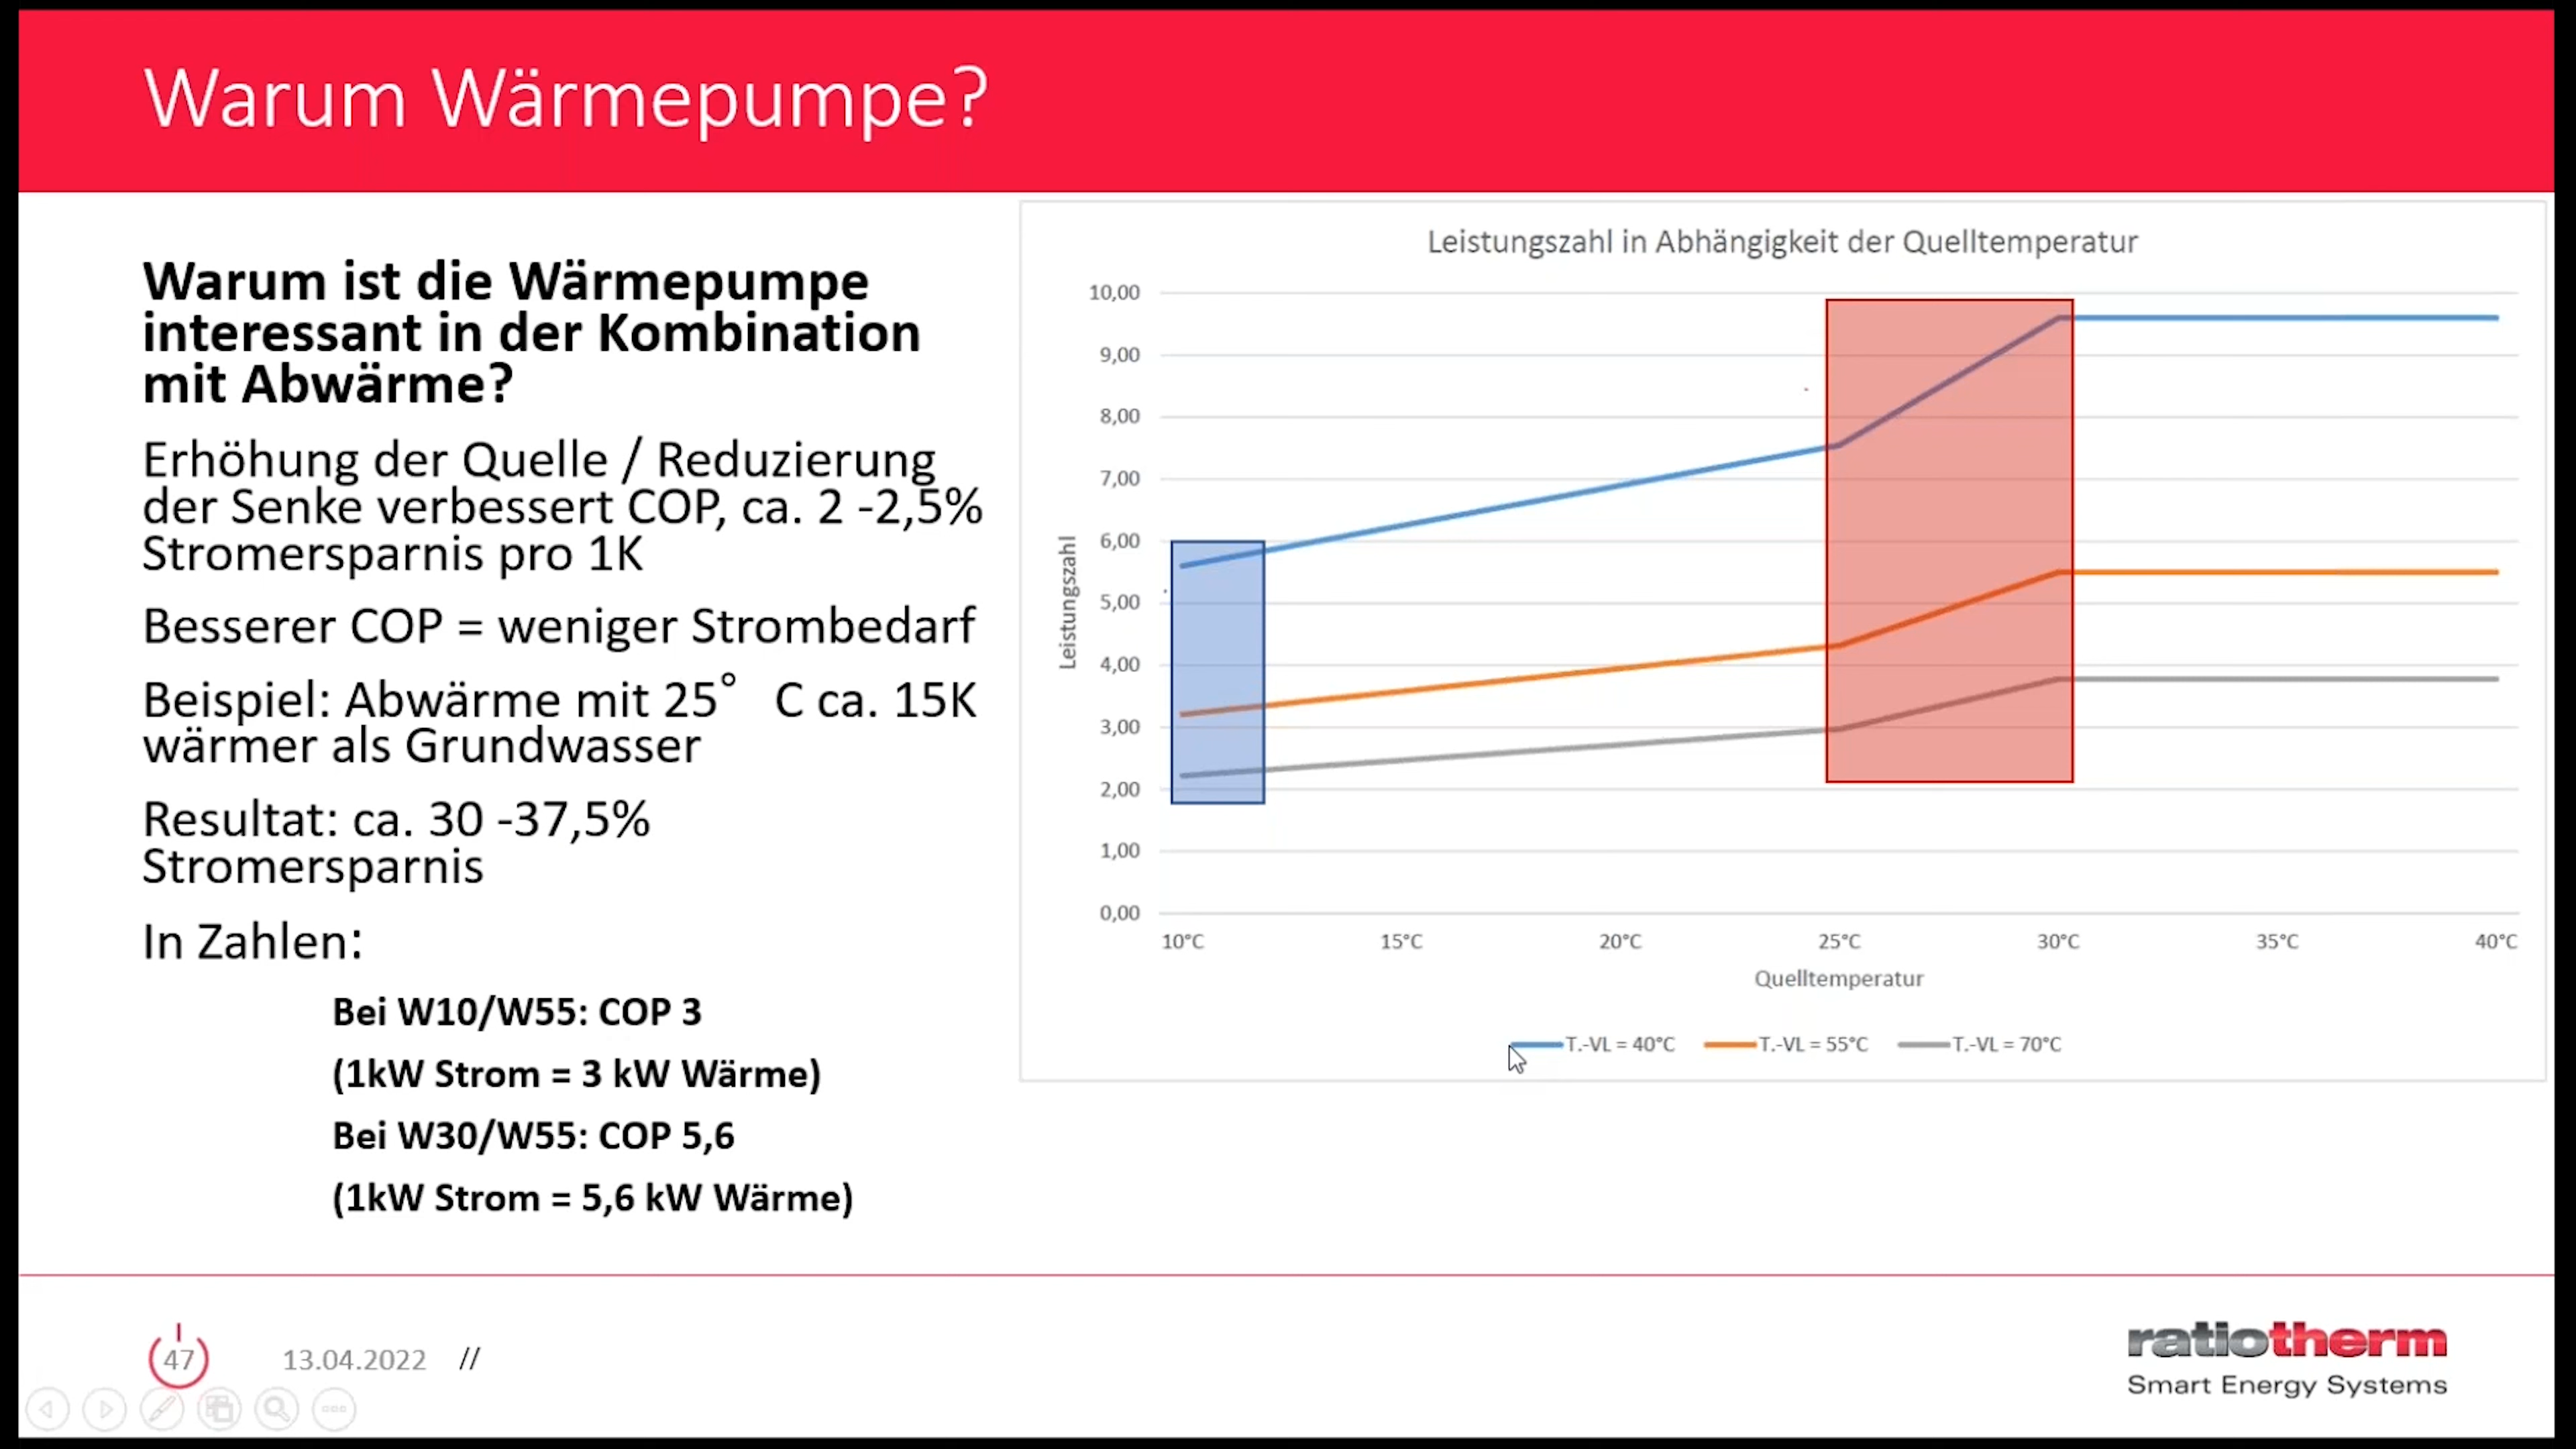 Warum Wärmepumpe?
Warum ist die Wärmepumpe
interessant in der Kombination
mit Abwärme?
Erhöhung der Quelle / Reduzierung
der Senke verbessert COP, ca. 2 -2,5%
Stromersparnis pro 1K
Besserer COP = weniger Strombedarf
Beispiel: Abwärme mit 25° C ca. 15K
wärmer als Grundwasser
Resultat: ca. 30 -37,5%
Stromersparnis
In Zahlen:
Bei W10/W55: COP 3
(1kW Strom = 3 kW Wärme)
Bei W30/W55: COP 5,6
(1kW Strom = 5,6 kW Wärme)
Leistungszahl in Abhängigkeit der Quelltemperatur
10,00
9,00
8,00
7,00
6,00
5,00
4,00
3,00
2,00
1,00
0,00
Leistungszahl
10°C 15°C 20°C 25°C 30°C 35°C 40°C
Quelltemperatur
T.-VL = 40°C T.-VL = 55°C T.-VL = 70°C
47 13.04.2022 //
ratiotherm
Smart Energy Systems